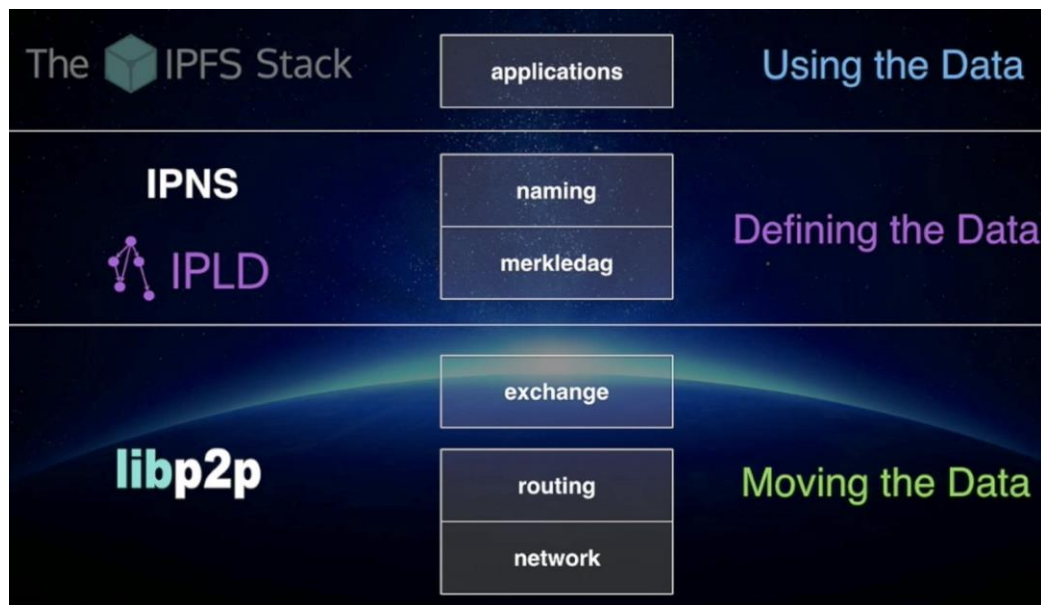 The IPFS Stack
applications
Using the Data
IPNS
naming
Defining the Data
IPLD
merkledag
exchange
libp2p
routing
Moving the Data
network